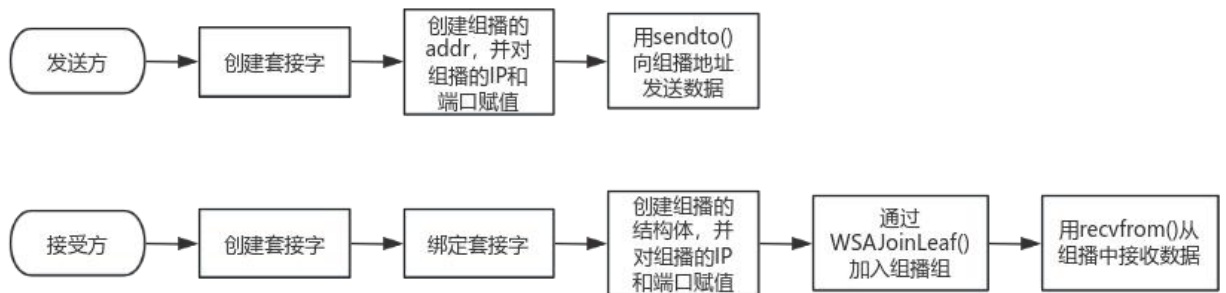 发送方
创建套接字
创建组播的
addr，并对
组播的IP和
端口赋值
用sendto()
向组播地址
发送数据
接受方
创建套接字
绑定套接字
创建组播的
结构体，并
对组播的IP
和端口赋值
通过
WSAJoinLeaf()
加入组播组
用recvfrom()从
组播中接收数据